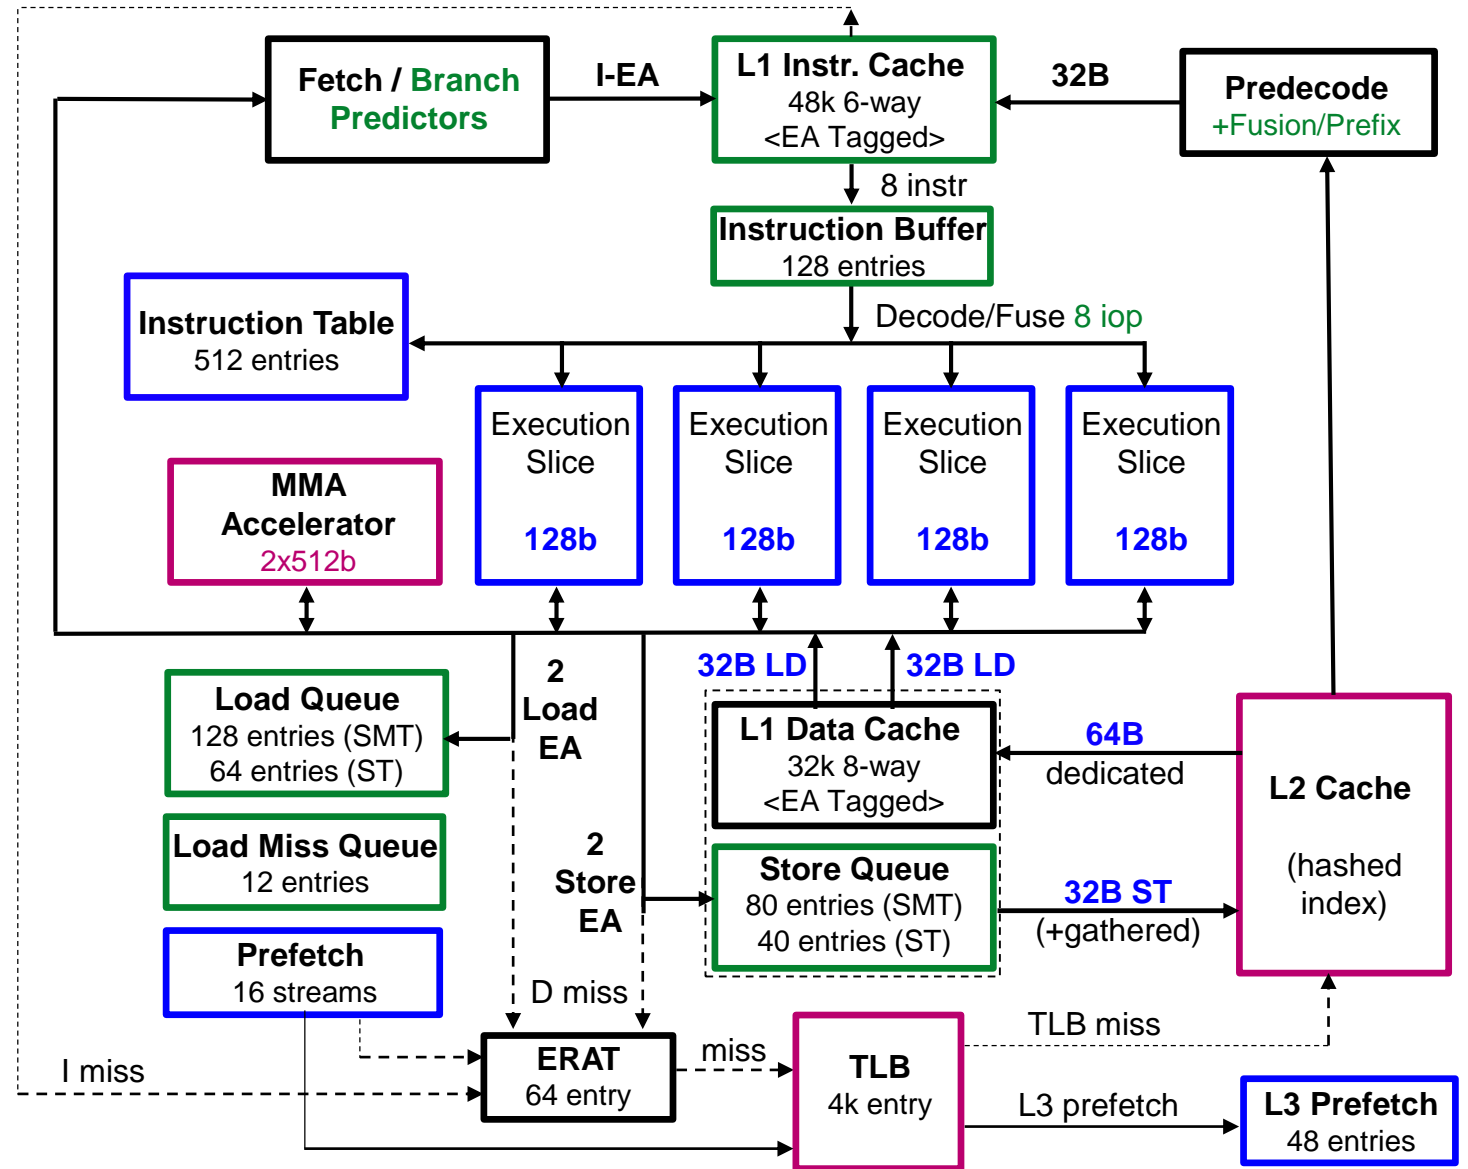 Fetch / Branch
Predictors
I-EA
L1 Instr. Cache
48k 6-way
<EA Tagged>
32B
Predecode
+Fusion/Prefix
8 instr
Instruction Buffer
128 entries
Decode/Fuse 8 iop
Instruction Table
512 entries
Execution
Slice
128b
Execution
Slice
128b
Execution
Slice
128b
Execution
Slice
128b
MMA
Accelerator
2x512b
2
Load
EA
32B LD
32B LD
Load Queue
128 entries (SMT)
64 entries (ST)
L1 Data Cache
32k 8-way
<EA Tagged>
64B
dedicated
L2 Cache
(hashed
index)
Load Miss Queue
12 entries
2
Store
EA
Store Queue
80 entries (SMT)
40 entries (ST)
32B ST
(+gathered)
Prefetch
16 streams
D miss
I miss
ERAT
64 entry
miss
TLB
4k entry
TLB miss
L3 prefetch
L3 Prefetch
48 entries